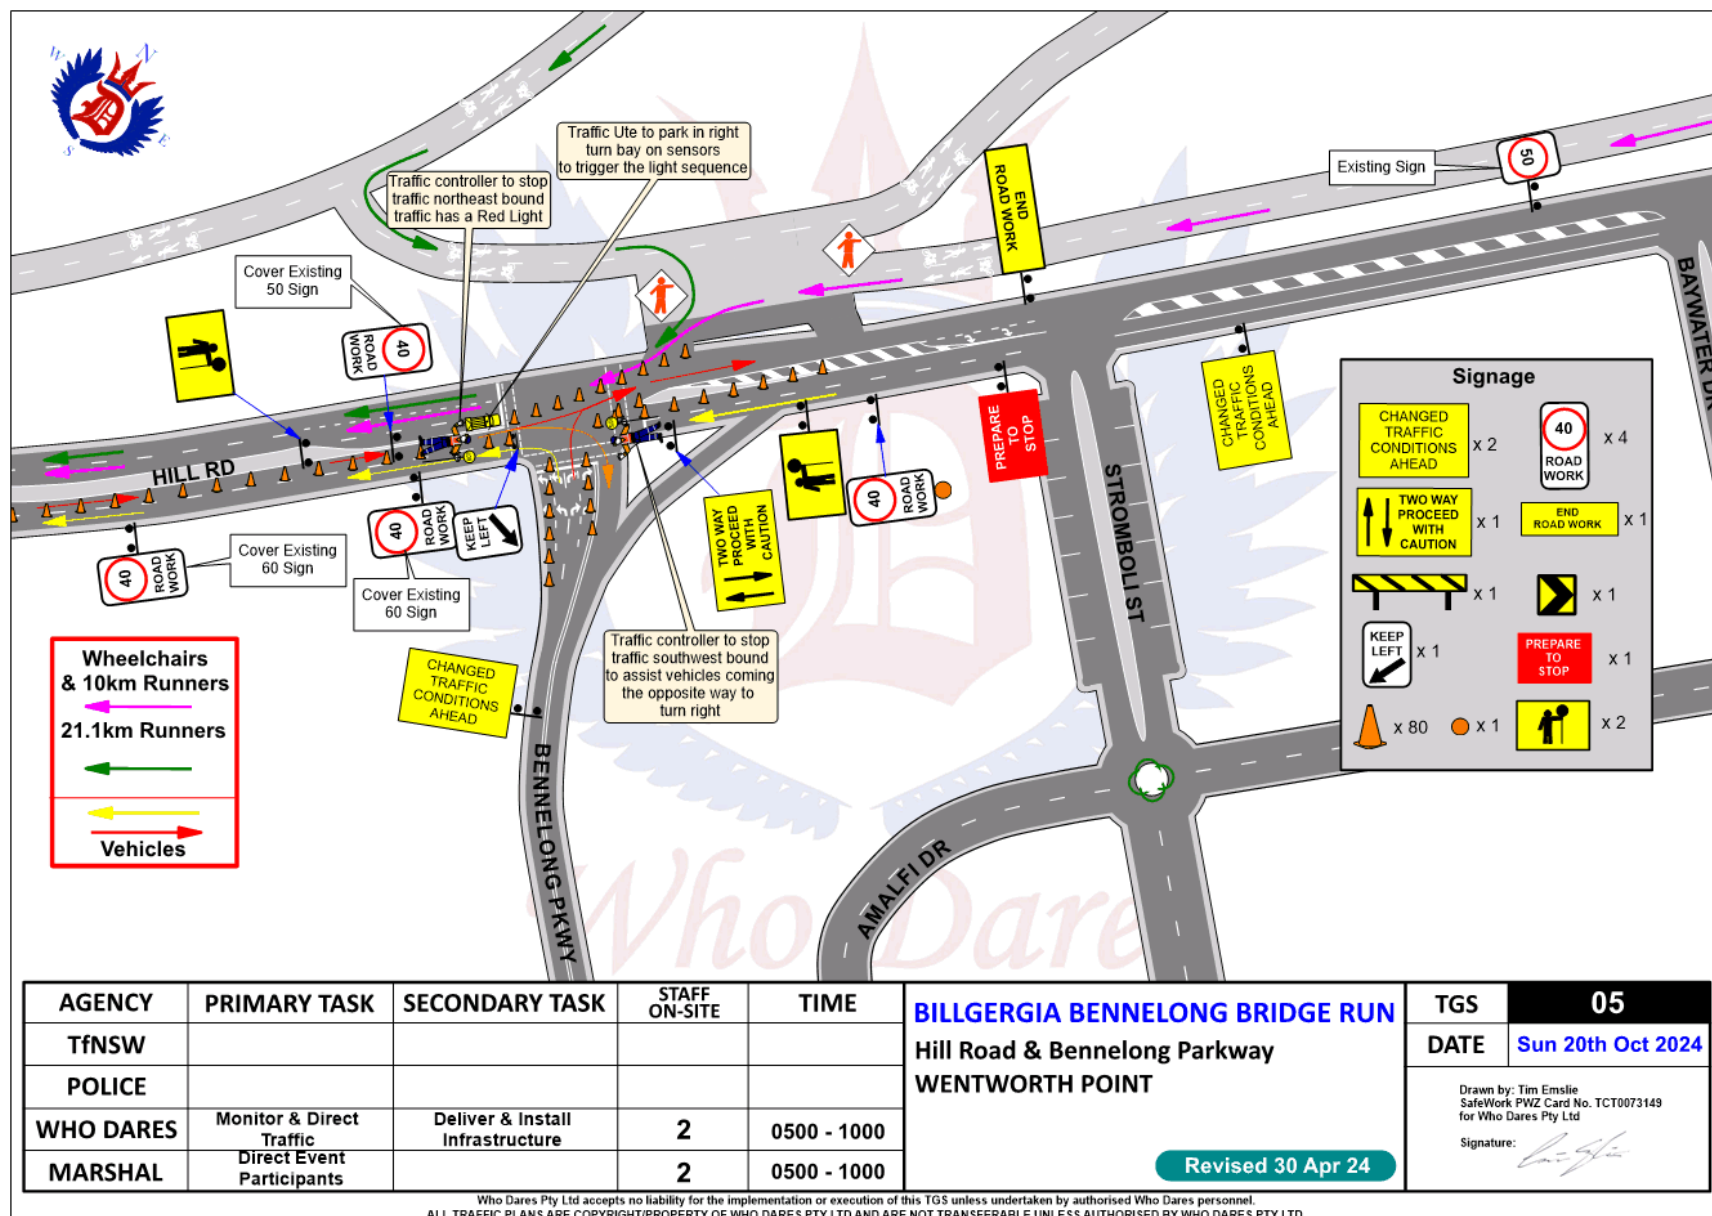 W
N
S
E
Traffic Ute to park in right
turn bay on sensors
to trigger the light sequence
Traffic controller to stop
traffic northeast bound
traffic has a Red Light
Cover Existing
50 Sign
40
ROAD
WORK
END
ROAD WORK
Existing Sign
50
BAYWATER DR
HILL RD
40
ROAD
WORK
Cover Existing
60 Sign
40
ROAD
WORK
Cover Existing
60 Sign
KEEP
LEFT
TWO WAY
PROCEED
WITH
CAUTION
40
ROAD
WORK
PREPARE
TO
STOP
CHANGED
TRAFFIC
CONDITIONS
AHEAD
STROMBOLI ST
Traffic controller to stop
traffic southwest bound
to assist vehicles coming
the opposite way to
turn right
CHANGED
TRAFFIC
CONDITIONS
AHEAD
BENNELONG PKWY
AMALFI DR
Who Dares
Wheelchairs
& 10km Runners
21.1km Runners
Vehicles
Signage
CHANGED
TRAFFIC
CONDITIONS
AHEAD
x 2
40
ROAD
WORK
x 4
TWO WAY
PROCEED
WITH
CAUTION
x 1
END
ROAD WORK
x 1
x 1
x 1
KEEP
LEFT
x 1
PREPARE
TO
STOP
x 1
x 80
x 1
x 2
AGENCY PRIMARY TASK SECONDARY TASK STAFF ON-SITE TIME
TfNSW
POLICE
WHO DARES Monitor & Direct Traffic Deliver & Install Infrastructure 2 0500 - 1000
MARSHAL Direct Event Participants 2 0500 - 1000
BILLGERGIA BENNELONG BRIDGE RUN
Hill Road & Bennelong Parkway
WENTWORTH POINT
Revised 30 Apr 24
TGS 05
DATE Sun 20th Oct 2024
Drawn by: Tim Emslie
SafeWork PWZ Card No. TCT0073149
for Who Dares Pty Ltd
Signature:
Who Dares Pty Ltd accepts no liability for the implementation or execution of this TGS unless undertaken by authorised Who Dares personnel.
ALL TRAFFIC PLANS ARE COPYRIGHT/PROPERTY OF WHO DARES PTY LTD AND ARE NOT TRANSFERABLE UNLESS AUTHORISED BY WHO DARES PTY LTD